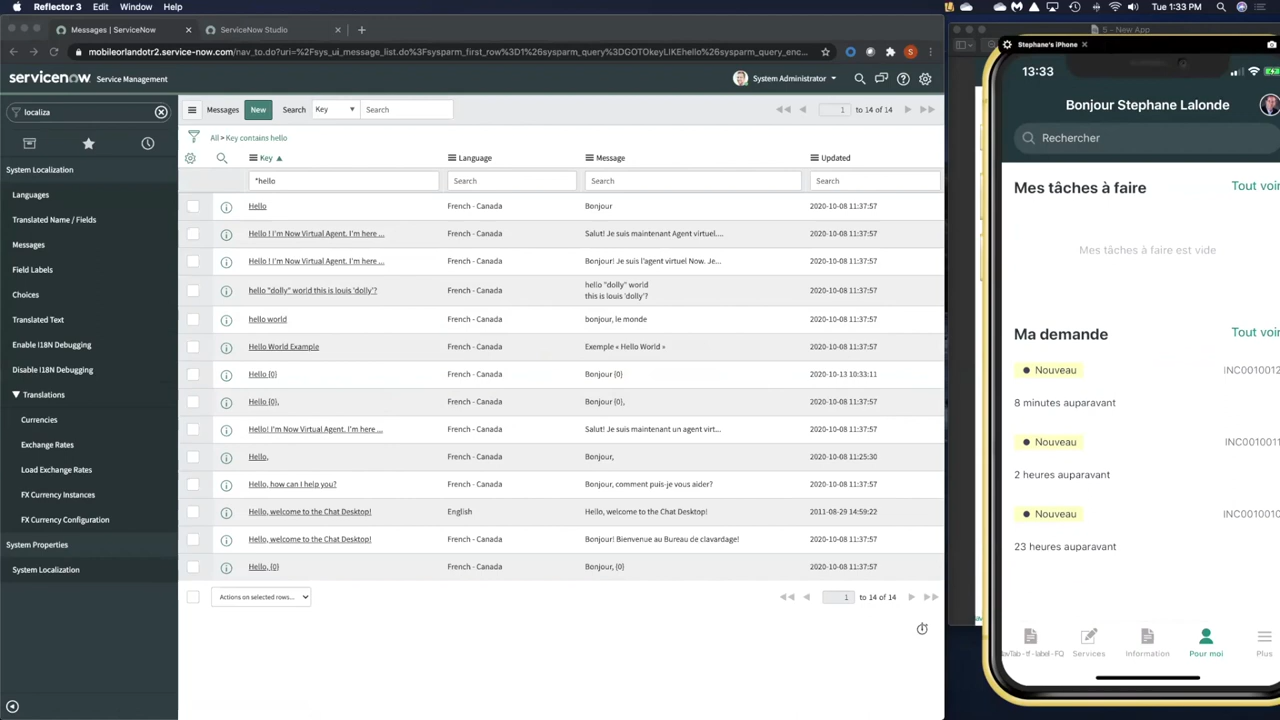 Reflector 3 Edit Window Help
Tue 1:33 PM
Messages | ServiceNow
ServiceNow Studio
mobileorlandotr2.service-now.com/nav_to.do?uri=%2Fsys_ui_message_list.do%3Fsysparm_first_row%3D1%26sysparm_query%3DGOTOkeyLIKEhello%26sysparm_query_enc...
S
servicenow Service Management
System Administrator
localiza
System Localization
Languages
Translated Name / Fields
Messages
Field Labels
Choices
Translated Text
Enable I18N Debugging
Disable I18N Debugging
Translations
Currencies
Exchange Rates
Load Exchange Rates
FX Currency Instances
FX Currency Configuration
System Properties
System Localization
Messages New Search Key Search
1 to 14 of 14
All > Key contains hello
Key Language Message Updated
*hello Search Search Search
Hello French - Canada Bonjour 2020-10-08 11:37:57
Hello ! I'm Now Virtual Agent. I'm here ... French - Canada Salut! Je suis maintenant Agent virtuel.... 2020-10-08 11:37:57
Hello ! I'm Now Virtual Agent. I'm here ... French - Canada Bonjour! Je suis l'agent virtuel Now. Je... 2020-10-08 11:37:57
hello "dolly" world this is louis 'dolly'? French - Canada hello "dolly" world 2020-10-08 11:37:57
this is louis 'dolly'?
hello world French - Canada bonjour, le monde 2020-10-08 11:37:57
Hello World Example French - Canada Exemple « Hello World » 2020-10-08 11:37:57
Hello {0} French - Canada Bonjour {0} 2020-10-13 10:33:11
Hello {0}, French - Canada Bonjour {0}, 2020-10-08 11:37:57
Hello! I'm Now Virtual Agent. I'm here ... French - Canada Salut! Je suis maintenant un agent virt... 2020-10-08 11:37:57
Hello, French - Canada Bonjour, 2020-10-08 11:25:30
Hello, how can I help you? French - Canada Bonjour, comment puis-je vous aider? 2020-10-08 11:37:57
Hello, welcome to the Chat Desktop! English Hello, welcome to the Chat Desktop! 2011-08-29 14:59:22
Hello, welcome to the Chat Desktop! French - Canada Bonjour! Bienvenue au Bureau de clavardage! 2020-10-08 11:37:57
Hello, {0} French - Canada Bonjour, {0} 2020-10-08 11:37:57
Actions on selected rows...
1 to 14 of 14
5 - New App
Stephane's iPhone
13:33
Bonjour Stephane Lalonde
Rechercher
Mes tâches à faire Tout voir
Mes tâches à faire est vide
Ma demande Tout voir
Nouveau INC0010012
8 minutes auparavant
Nouveau INC0010011
2 heures auparavant
Nouveau INC0010010
23 heures auparavant
Services Information Pour moi Plus